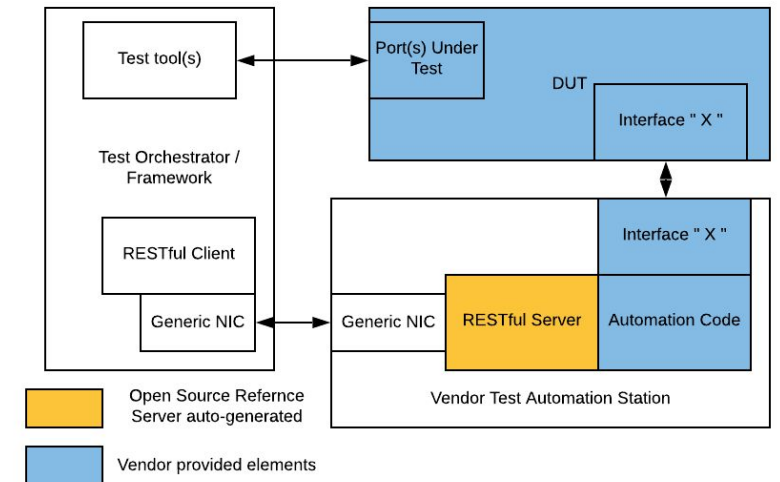 Test tool(s)
Port(s) Under
Test
DUT
Interface " X "
Test Orchestrator /
Framework
RESTful Client
Generic NIC
Interface " X "
Generic NIC
RESTful Server
Automation Code
Vendor Test Automation Station
Open Source Refernce
Server auto-generated
Vendor provided elements